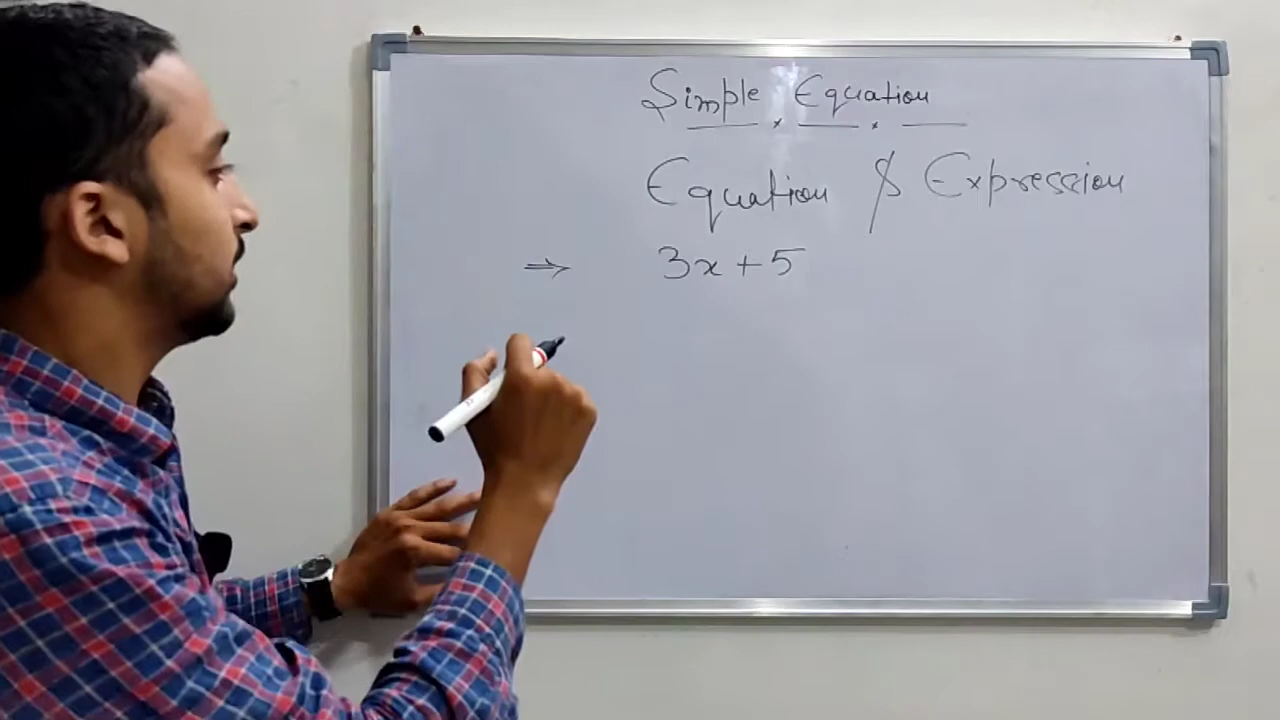 Simple Equation
Equation & Expression
⇒ 3x + 5